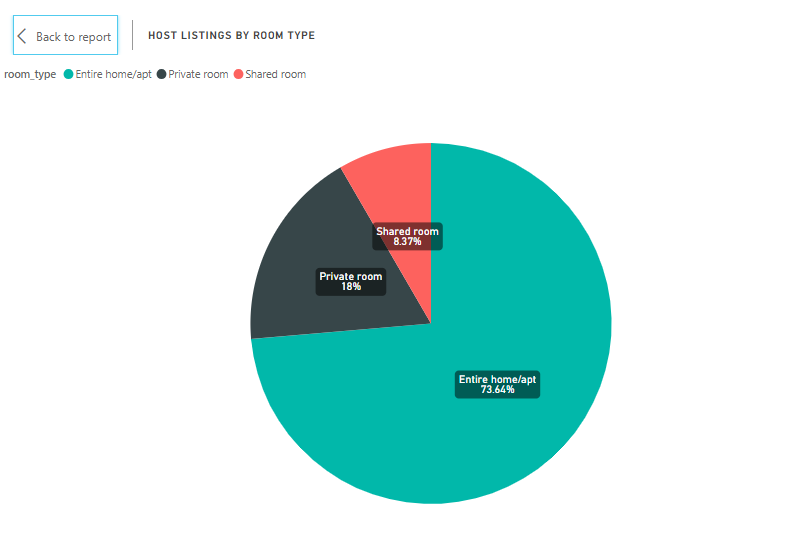 Back to report
HOST LISTINGS BY ROOM TYPE
room_type Entire home/apt Private room Shared room
Shared room
8.37%
Private room
18%
Entire home/apt
73.64%